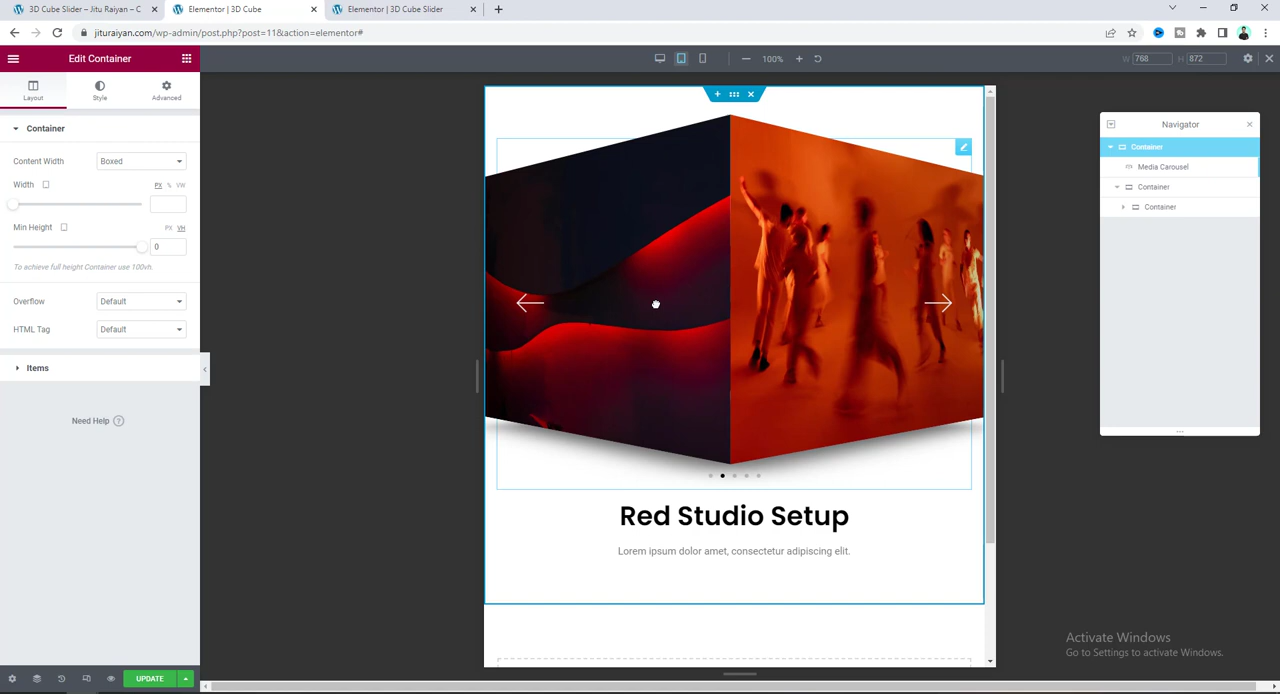 3D Cube Slider – Jitu Raiyan – C
Elementor | 3D Cube
Elementor | 3D Cube Slider
jituraiyan.com/wp-admin/post.php?post=11&action=elementor#
Edit Container
100%
W 768 H 872
Layout
Style
Advanced
Container
Content Width
Boxed
Width
PX % VW
Min Height
PX VH
0
To achieve full height Container use 100vh.
Overflow
Default
HTML Tag
Default
Items
Need Help ?
UPDATE
Red Studio Setup
Lorem ipsum dolor amet, consectetur adipiscing elit.
Navigator
Container
Media Carousel
Container
Container
Activate Windows
Go to Settings to activate Windows.